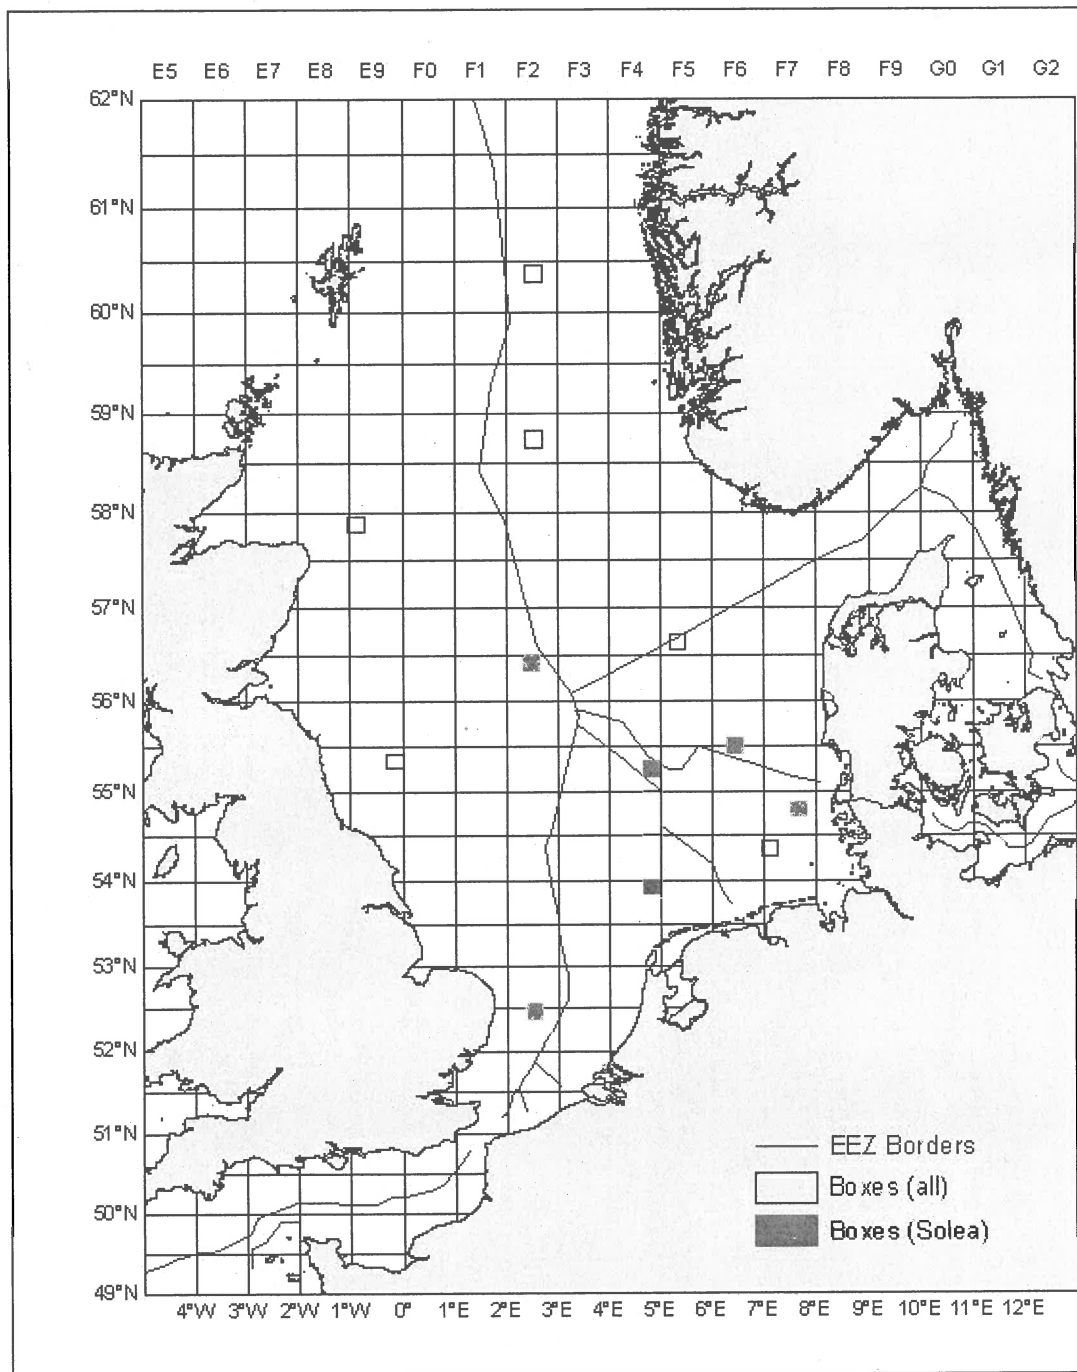 E5 E6 E7 E8 E9 F0 F1 F2 F3 F4 F5 F6 F7 F8 F9 G0 G1 G2
62°N
61°N
60°N
59°N
58°N
57°N
56°N
55°N
54°N
53°N
52°N
51°N
50°N
49°N
EEZ Borders
Boxes (all)
Boxes (Solea)
4°W 3°W 2°W 1°W 0° 1°E 2°E 3°E 4°E 5°E 6°E 7°E 8°E 9°E 10°E 11°E 12°E